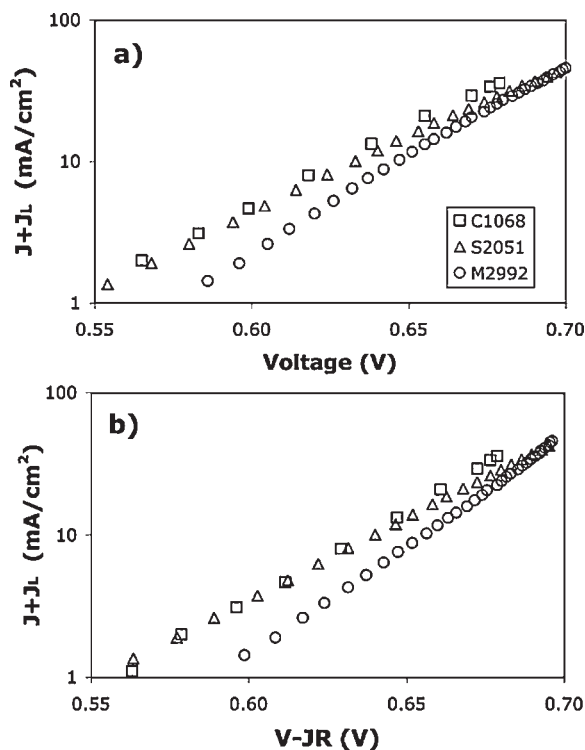 a)
100
10
1
J+JL (mA/cm²)
C1068
S2051
M2992
0.55 0.60 0.65 0.70
Voltage (V)
b)
100
10
1
J+JL (mA/cm²)
0.55 0.60 0.65 0.70
V-JR (V)